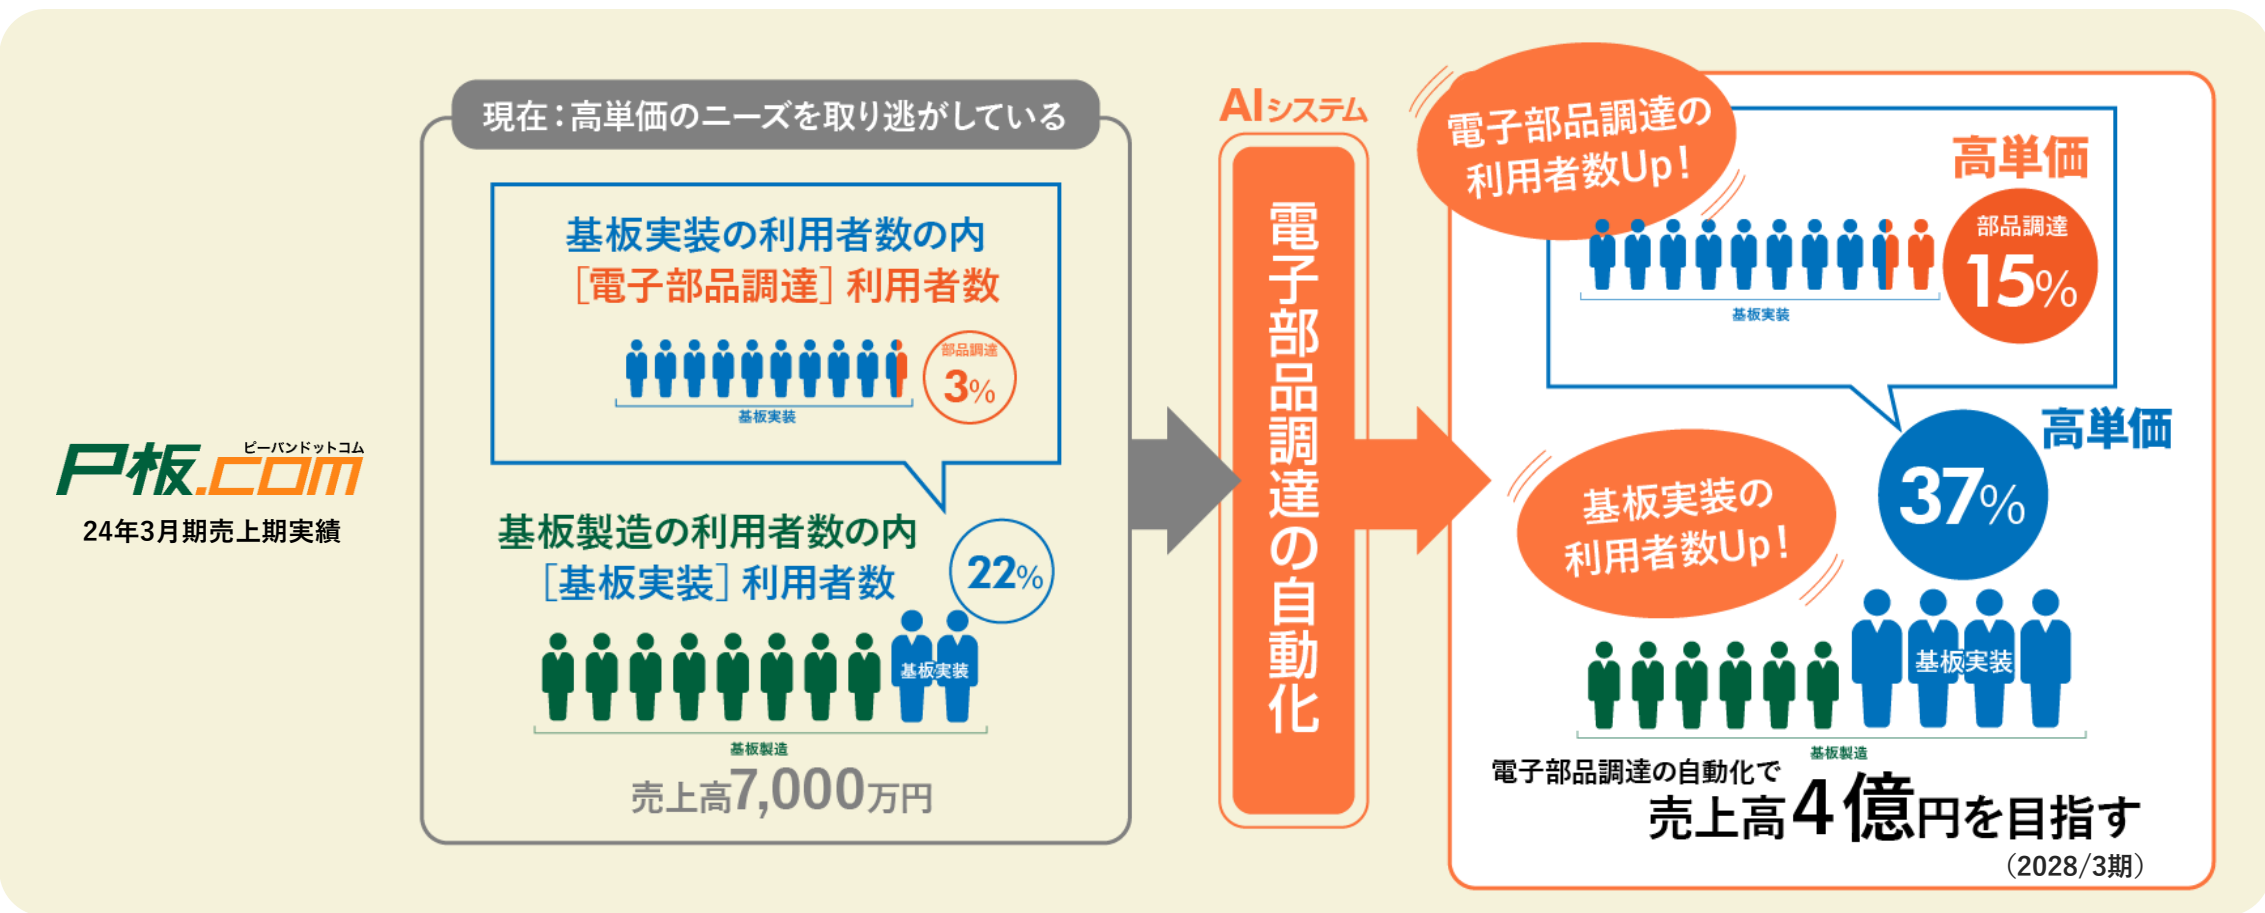 ピーバンドットコム
P板.com
24年3月期売上期実績
現在：高単価のニーズを取り逃がしている
基板実装の利用者数の内
［電子部品調達］利用者数
部品調達
3%
基板実装
基板製造の利用者数の内
［基板実装］利用者数
22%
基板実装
基板製造
売上高7,000万円
AIシステム
電子部品調達の自動化
電子部品調達の
利用者数Up！
高単価
部品調達
15%
基板実装
高単価
37%
基板実装の
利用者数Up！
基板実装
基板製造
電子部品調達の自動化で
売上高4億円を目指す
（2028/3期）